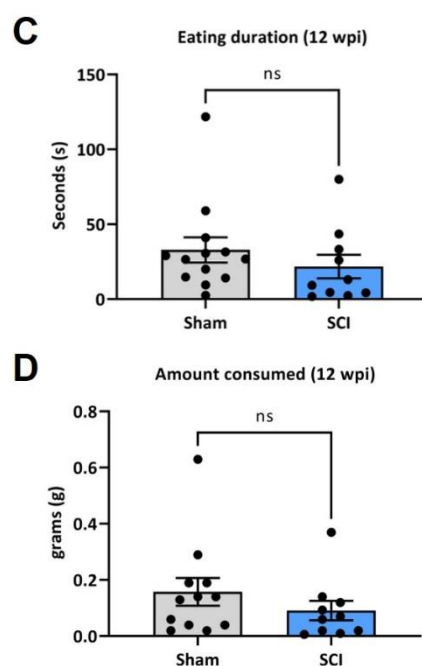 C
Eating duration (12 wpi)
ns
150
100
50
0
Seconds (s)
Sham SCI
D
Amount consumed (12 wpi)
ns
0.8
0.6
0.4
0.2
0.0
grams (g)
Sham SCI